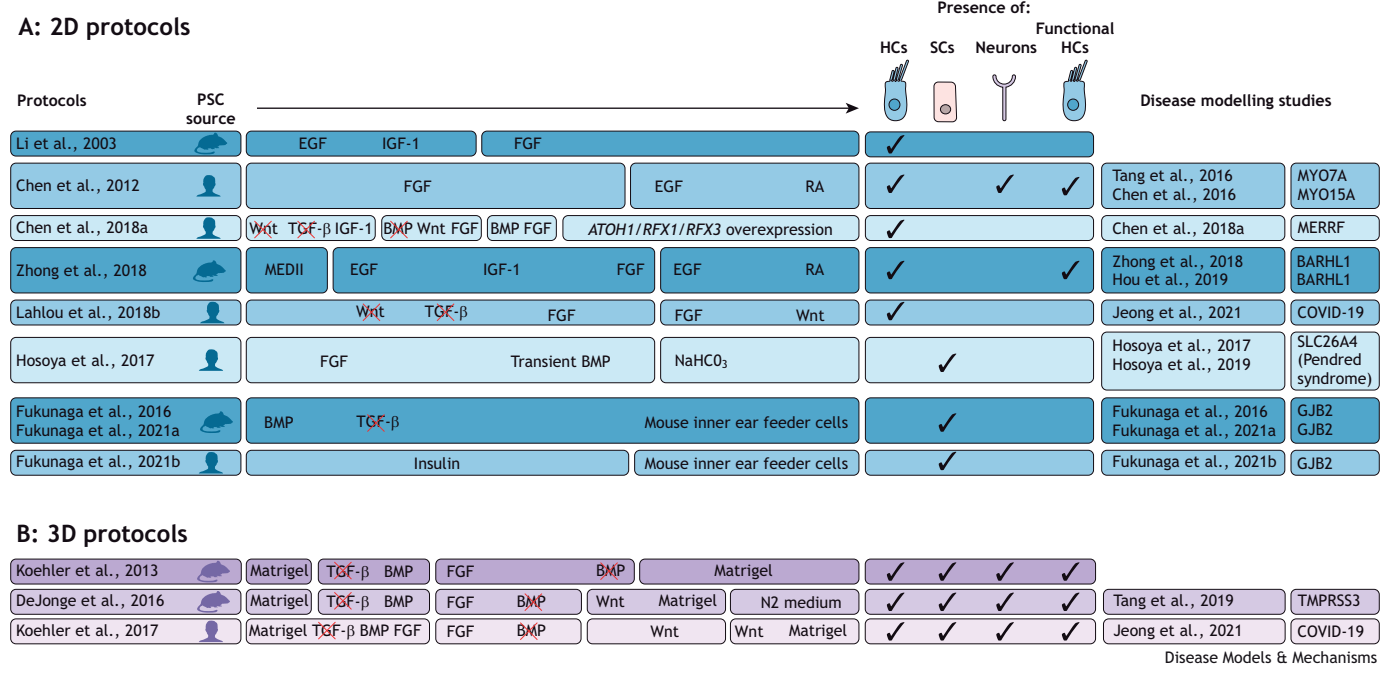 A: 2D protocols
Presence of:
HCs SCs Neurons Functional HCs
Protocols PSC source Disease modelling studies
Li et al., 2003 EGF IGF-1 FGF ✓
Chen et al., 2012 FGF EGF RA ✓ ✓ ✓ Tang et al., 2016 MYO7A
Chen et al., 2016 MYO15A
Chen et al., 2018a Wnt TGF-β IGF-1 BMP Wnt FGF BMP FGF ATOH1/RFX1/RFX3 overexpression ✓ Chen et al., 2018a MERRF
Zhong et al., 2018 MEDII EGF IGF-1 FGF EGF RA ✓ ✓ Zhong et al., 2018 BARHL1
Hou et al., 2019 BARHL1
Lahlou et al., 2018b Wnt TGF-β FGF FGF Wnt ✓ Jeong et al., 2021 COVID-19
Hosoya et al., 2017 FGF Transient BMP NaHC0₃ ✓ Hosoya et al., 2017 SLC26A4
Hosoya et al., 2019 (Pendred
syndrome)
Fukunaga et al., 2016 BMP TGF-β Mouse inner ear feeder cells ✓ Fukunaga et al., 2016 GJB2
Fukunaga et al., 2021a Fukunaga et al., 2021a GJB2
Fukunaga et al., 2021b Insulin Mouse inner ear feeder cells ✓ Fukunaga et al., 2021b GJB2
B: 3D protocols
Koehler et al., 2013 Matrigel TGF-β BMP FGF BMP Matrigel ✓ ✓ ✓ ✓
DeJonge et al., 2016 Matrigel TGF-β BMP FGF BMP Wnt Matrigel N2 medium ✓ ✓ ✓ ✓ Tang et al., 2019 TMPRSS3
Koehler et al., 2017 Matrigel TGF-β BMP FGF FGF BMP Wnt Wnt Matrigel ✓ ✓ ✓ ✓ Jeong et al., 2021 COVID-19
Disease Models & Mechanisms